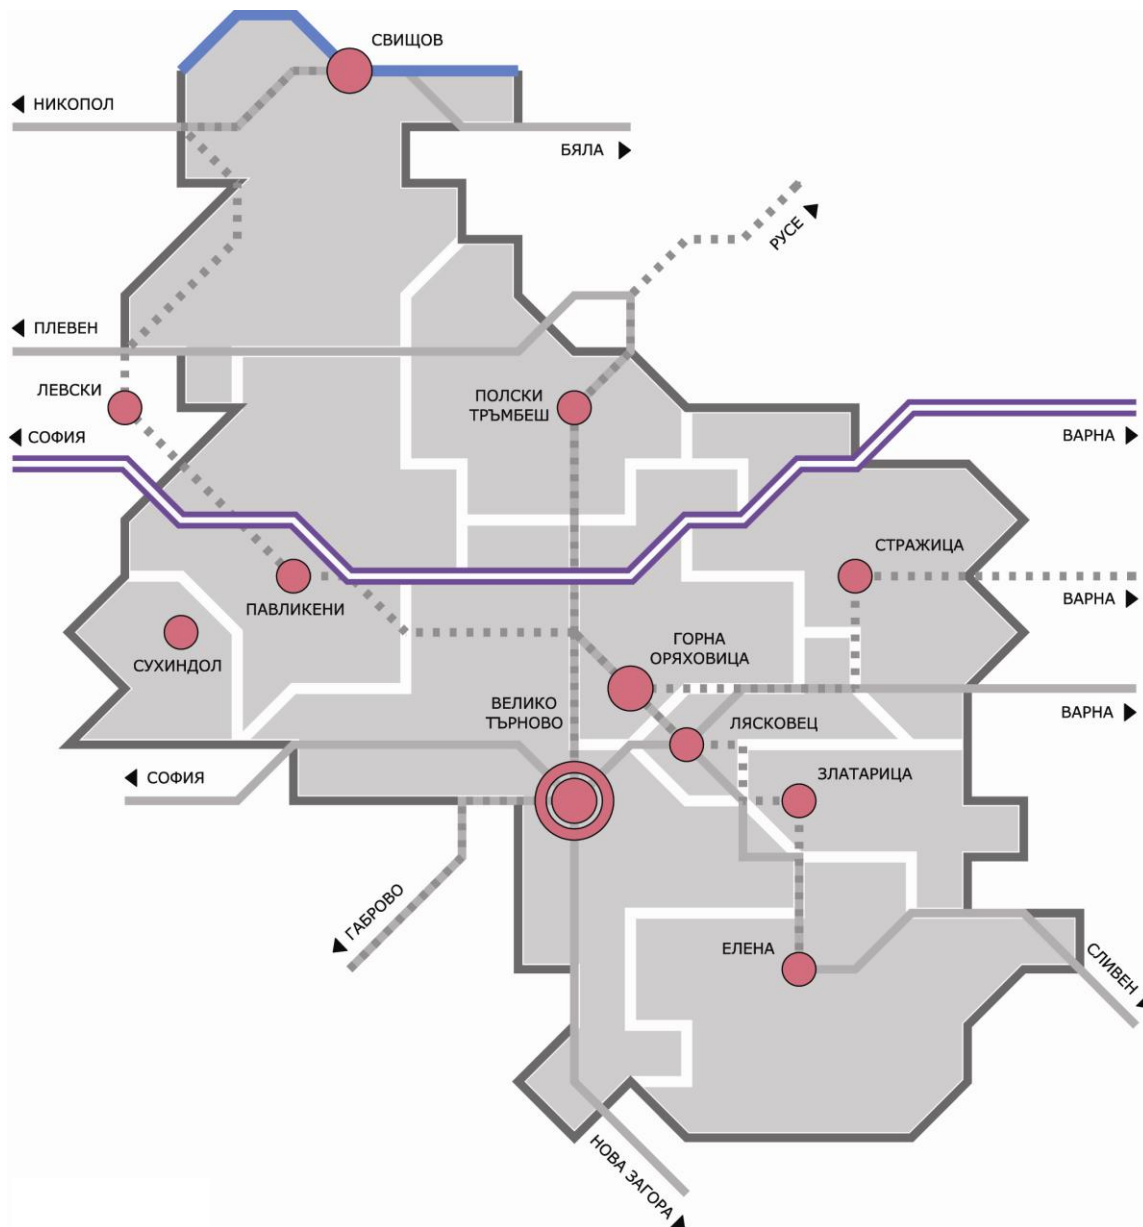 СВИЩОВ
НИКОПОЛ
БЯЛА
РУСЕ
ПЛЕВЕН
ЛЕВСКИ
ПОЛСКИ
ТРЪМБЕШ
СОФИЯ
ВАРНА
СТРАЖИЦА
ПАВЛИКЕНИ
ВАРНА
СУХИНДОЛ
ГОРНА
ОРЯХОВИЦА
ВЕЛИКО
ТЪРНОВО
ЛЯСКОВЕЦ
ВАРНА
СОФИЯ
ЗЛАТАРИЦА
ГАБРОВО
ЕЛЕНА
СЛИВЕН
НОВА ЗАГОРА